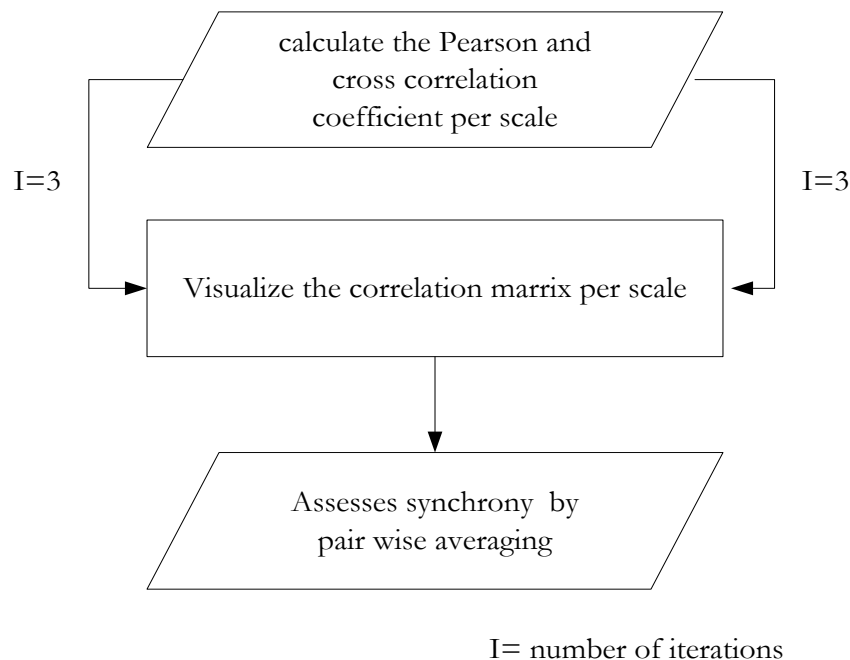 calculate the Pearson and
cross correlation
coefficient per scale
I=3
I=3
Visualize the correlation marrix per scale
Assesses synchrony by
pair wise averaging
I= number of iterations